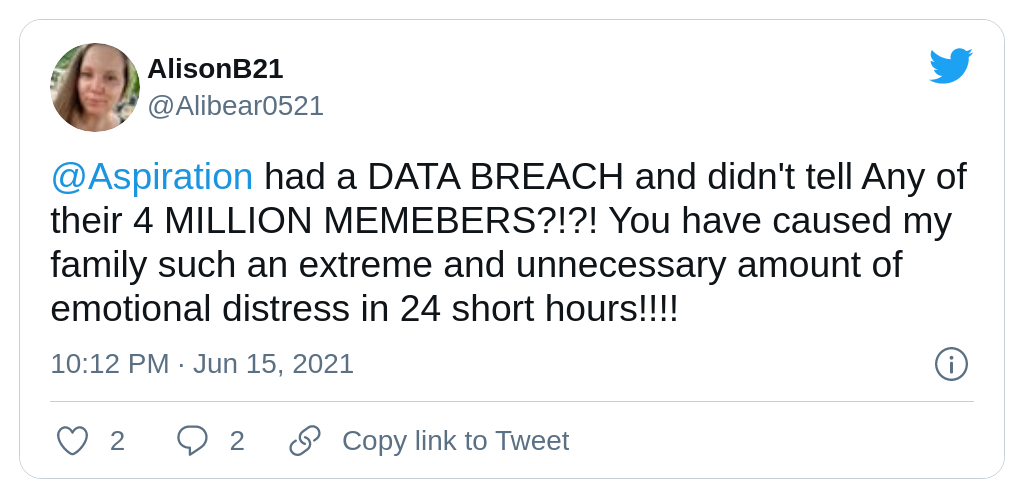 AlisonB21
@Alibear0521
@Aspiration had a DATA BREACH and didn't tell Any of
their 4 MILLION MEMEBERS?!?! You have caused my
family such an extreme and unnecessary amount of
emotional distress in 24 short hours!!!!
10:12 PM · Jun 15, 2021
2 2 Copy link to Tweet